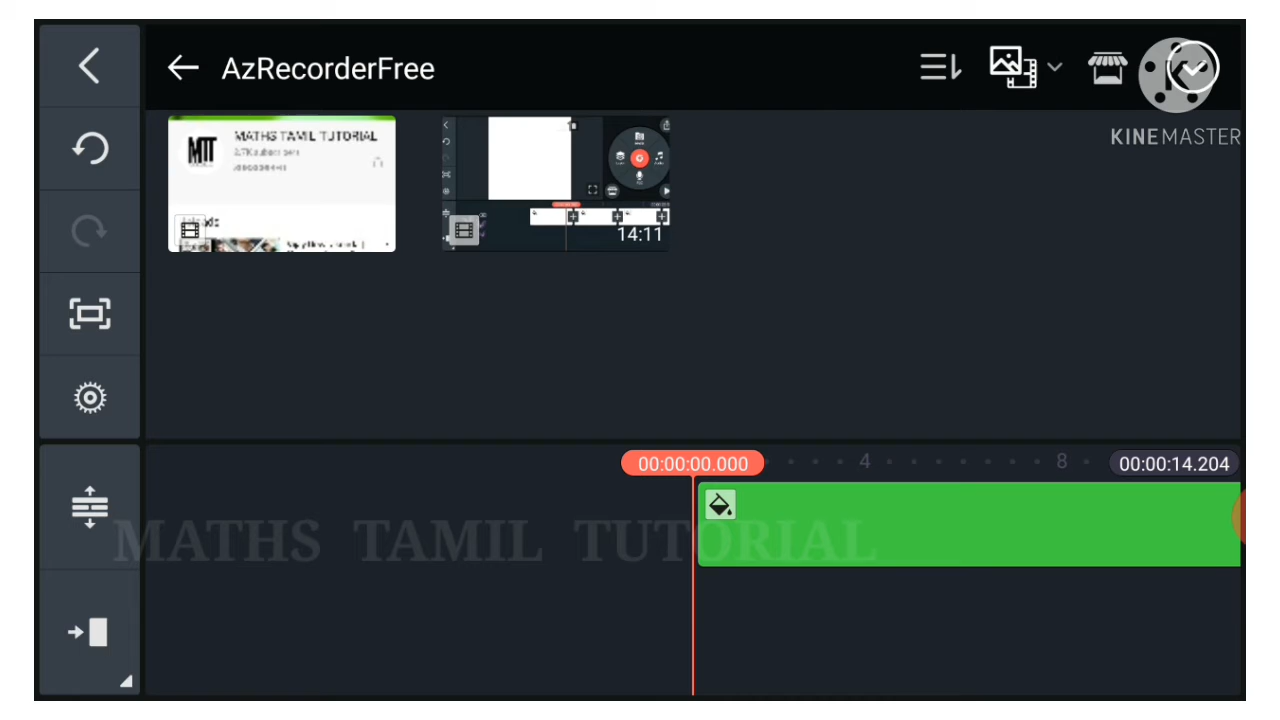 AzRecorderFree
KINEMASTER
MATHS TAMIL TUTORIAL
14:11
00:00:00.000
4
8
00:00:14.204
MATHS TAMIL TUTORIAL